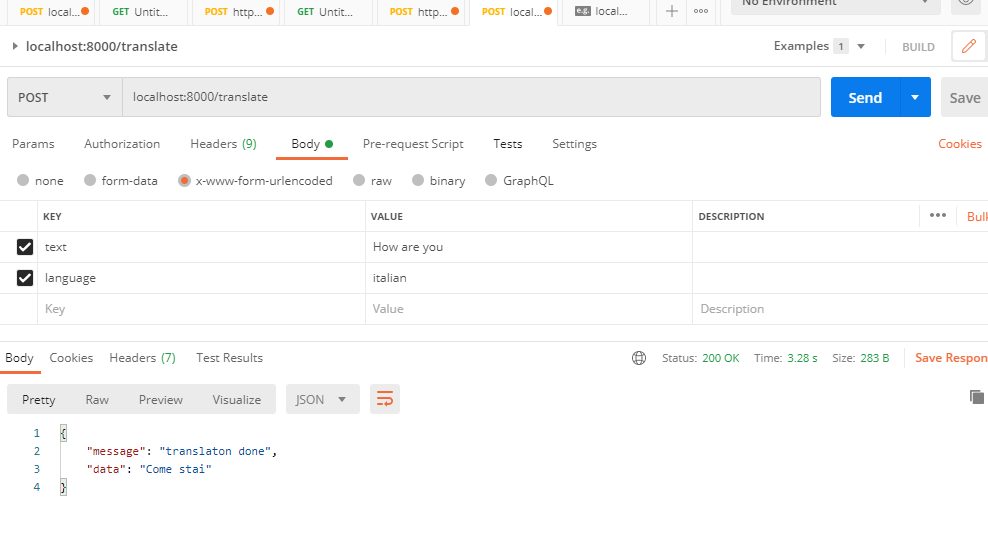 POST local... GET Untit... POST http... GET Untit... POST http... POST local... e.g. local... No Environment
localhost:8000/translate Examples 1 BUILD
POST localhost:8000/translate Send Save
Params Authorization Headers (9) Body Pre-request Script Tests Settings Cookies
none form-data x-www-form-urlencoded raw binary GraphQL
KEY VALUE DESCRIPTION Bulk
text How are you
language italian
Key Value Description
Body Cookies Headers (7) Test Results Status: 200 OK Time: 3.28 s Size: 283 B Save Respon
Pretty Raw Preview Visualize JSON
1 {
2 "message": "translaton done",
3 "data": "Come stai"
4 }